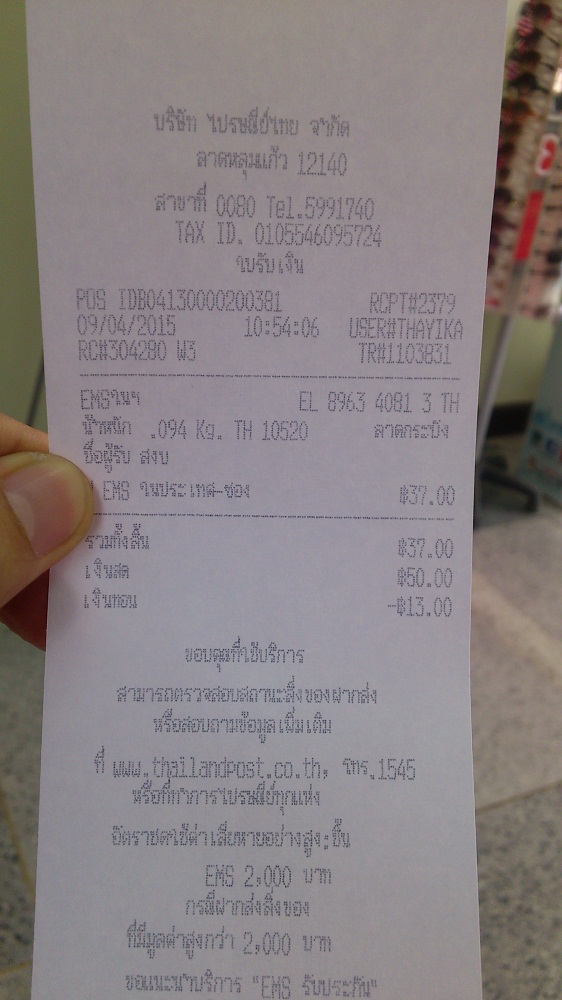 บริษัท ไปรษณีย์ไทย จำกัด
ลาดหลุมแก้ว 12140
สาขาที่ 0080 Tel.5991740
TAX ID. 0105546095724
ใบรับเงิน
POS IDB04130000200381 RCPT#2379
09/04/2015 10:54:06 USER#THAYIKA
RC#304280 W3 TR#1103831
EMSในฯ EL 8963 4081 3 TH
น้ำหนัก .094 Kg. TH 10520 ลาดกระบัง
ชื่อผู้รับ สงบ
EMS ในประเทศ-ซอง ฿37.00
รวมทั้งสิ้น ฿37.00
เงินสด ฿50.00
เงินทอน -฿13.00
ขอบคุณที่ใช้บริการ
สามารถตรวจสอบสถานะสิ่งของฝากส่ง
หรือสอบถามข้อมูลเพิ่มเติม
ที่ www.thailandpost.co.th, โทร.1545
หรือที่ทำการไปรษณีย์ทุกแห่ง
อัตราชดใช้ค่าเสียหายอย่างสูง:ชิ้น
EMS 2,000 บาท
กรณีฝากส่งสิ่งของ
ที่มีมูลค่าสูงกว่า 2,000 บาท
ขอแนะนำบริการ "EMS รับประกัน"